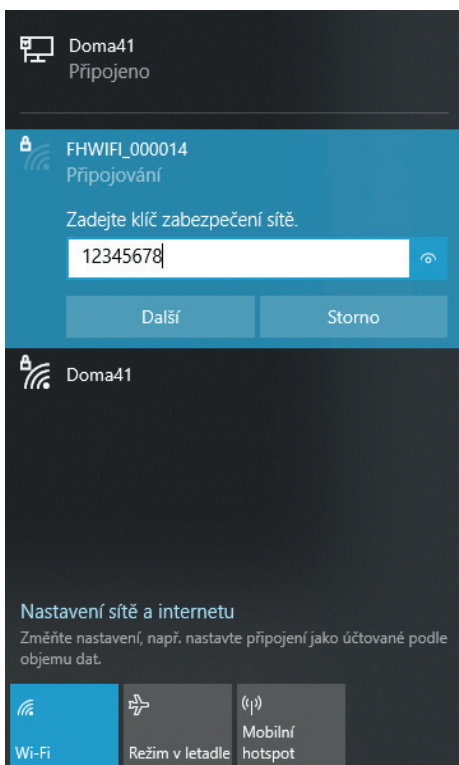 Doma41
Připojeno
FHWIFI_000014
Připojování
Zadejte klíč zabezpečení sítě.
12345678
Další
Storno
Doma41
Nastavení sítě a internetu
Změňte nastavení, např. nastavte připojení jako účtované podle
objemu dat.
Wi-Fi
Režim v letadle
Mobilní
hotspot